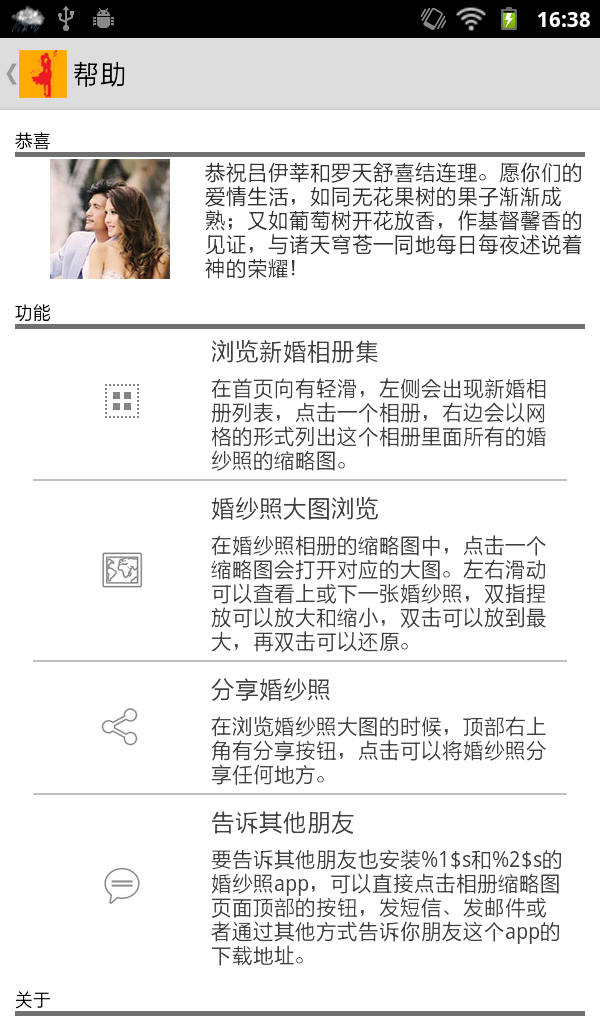 16:38
帮助
恭喜
恭祝吕伊莘和罗天舒喜结连理。愿你们的
爱情生活，如同无花果树的果子渐渐成
熟；又如葡萄树开花放香，作基督馨香的
见证，与诸天穹苍一同地每日每夜述说着
神的荣耀!
功能
浏览新婚相册集
在首页向有轻滑，左侧会出现新婚相
册列表，点击一个相册，右边会以网
格的形式列出这个相册里面所有的婚
纱照的缩略图。
婚纱照大图浏览
在婚纱照相册的缩略图中，点击一个
缩略图会打开对应的大图。左右滑动
可以查看上或下一张婚纱照，双指捏
放可以放大和缩小，双击可以放到最
大，再双击可以还原。
分享婚纱照
在浏览婚纱照大图的时候，顶部右上
角有分享按钮，点击可以将婚纱照分
享任何地方。
告诉其他朋友
要告诉其他朋友也安装%1$s和%2$s的
婚纱照app，可以直接点击相册缩略图
页面顶部的按钮，发短信、发邮件或
者通过其他方式告诉你朋友这个app的
下载地址。
关于